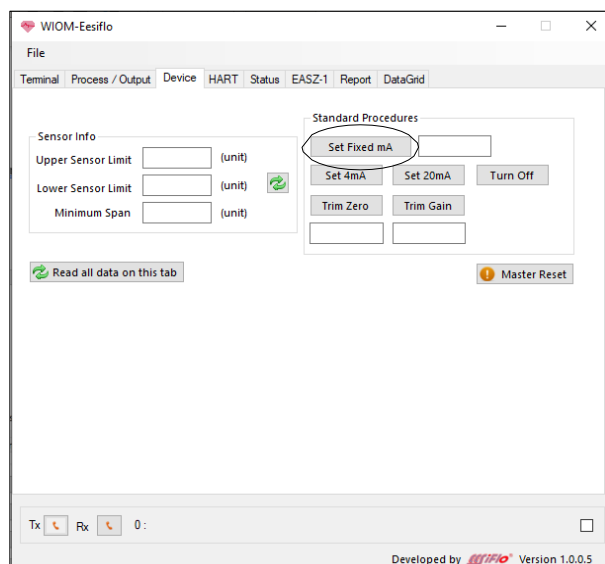 WIOM-Eesiflo
File
Terminal Process / Output Device HART Status EASZ-1 Report DataGrid
Sensor Info
Upper Sensor Limit (unit)
Lower Sensor Limit (unit)
Minimum Span (unit)
Read all data on this tab
Standard Procedures
Set Fixed mA
Set 4mA Set 20mA Turn Off
Trim Zero Trim Gain
Master Reset
Tx Rx 0 :
Developed by eesiFlo® Version 1.0.0.5